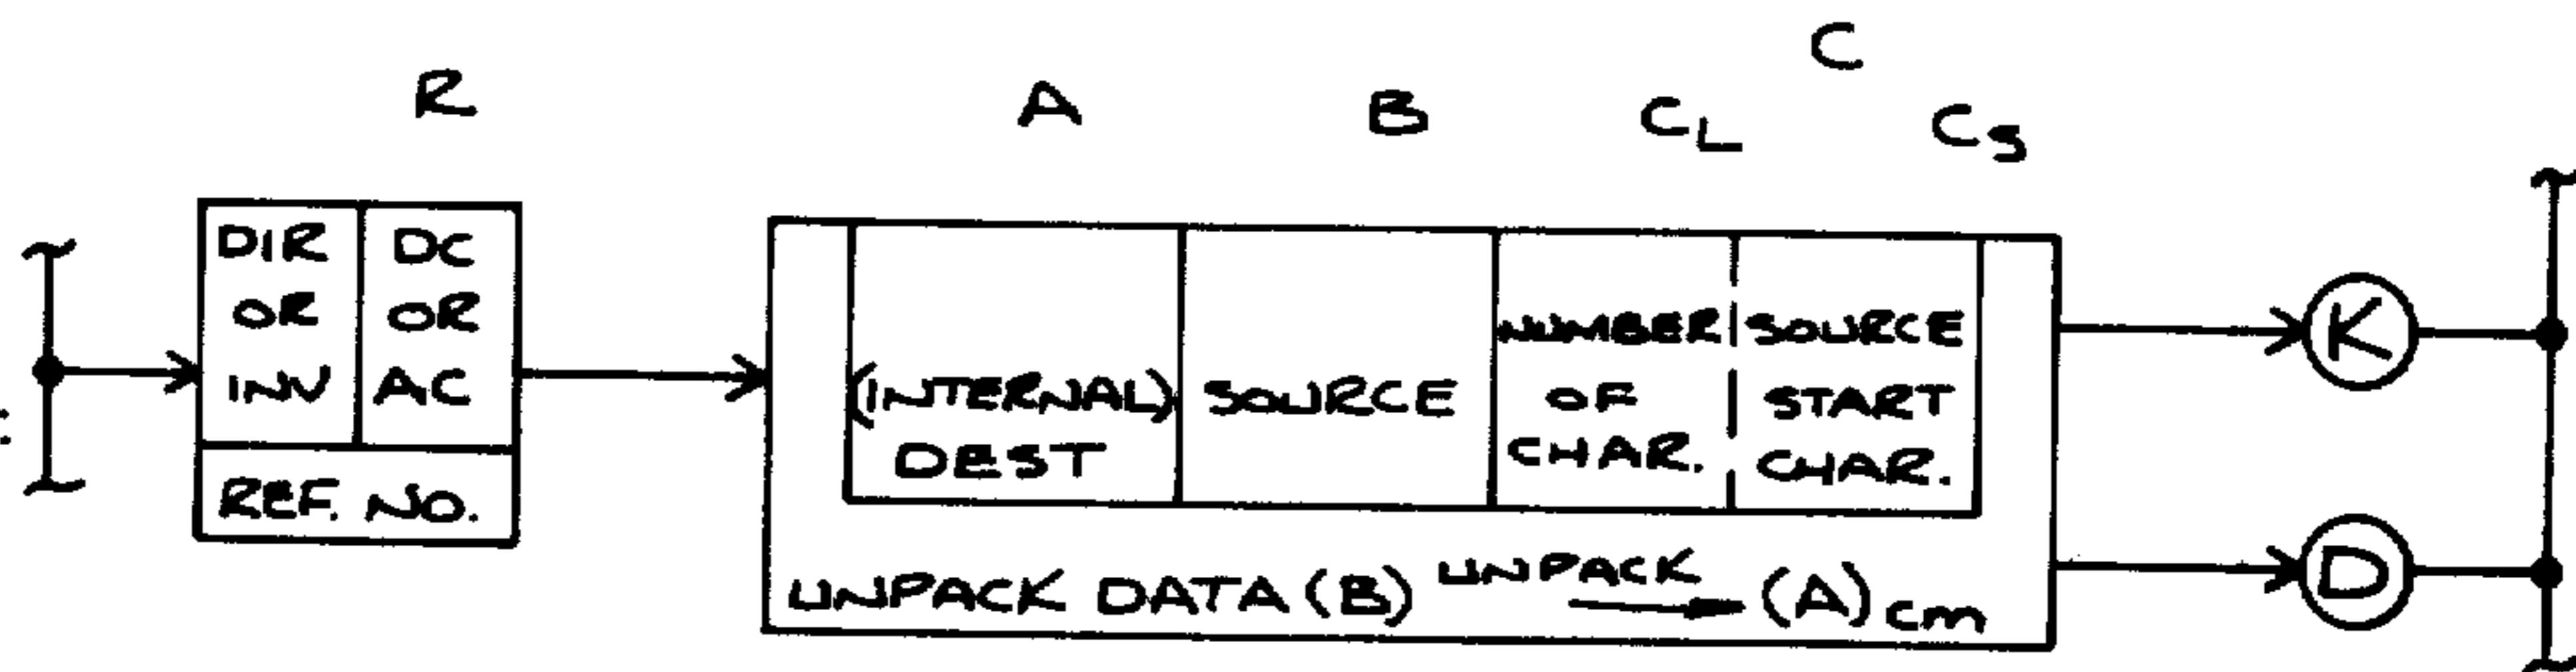 C
R A B CL CS
DIR OR INV
DC OR AC
REF. NO.
(INTERNAL) DEST
SOURCE
NUMBER OF CHAR.
SOURCE START CHAR.
UNPACK DATA (B) UNPACK → (A) cm
K
D